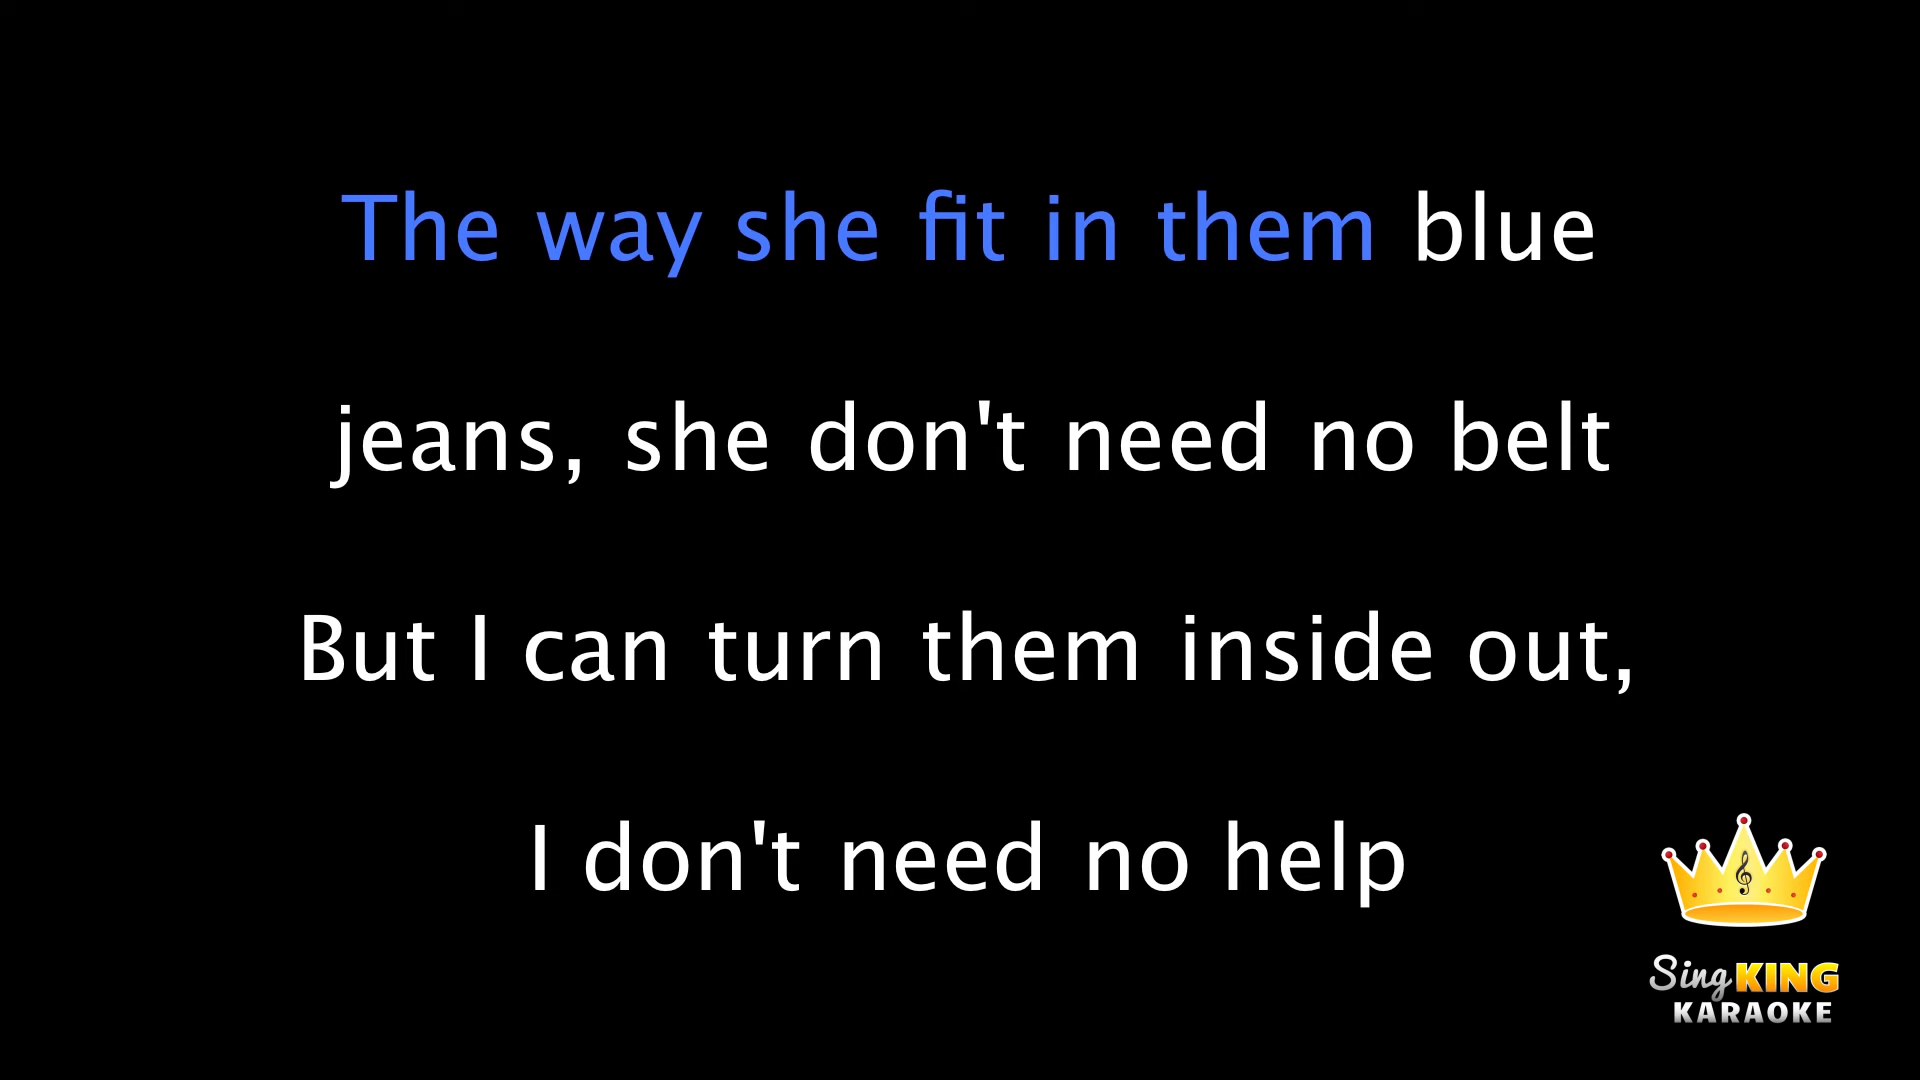 The way she fit in them blue
jeans, she don't need no belt
But I can turn them inside out,
I don't need no help
Sing KING
KARAOKE